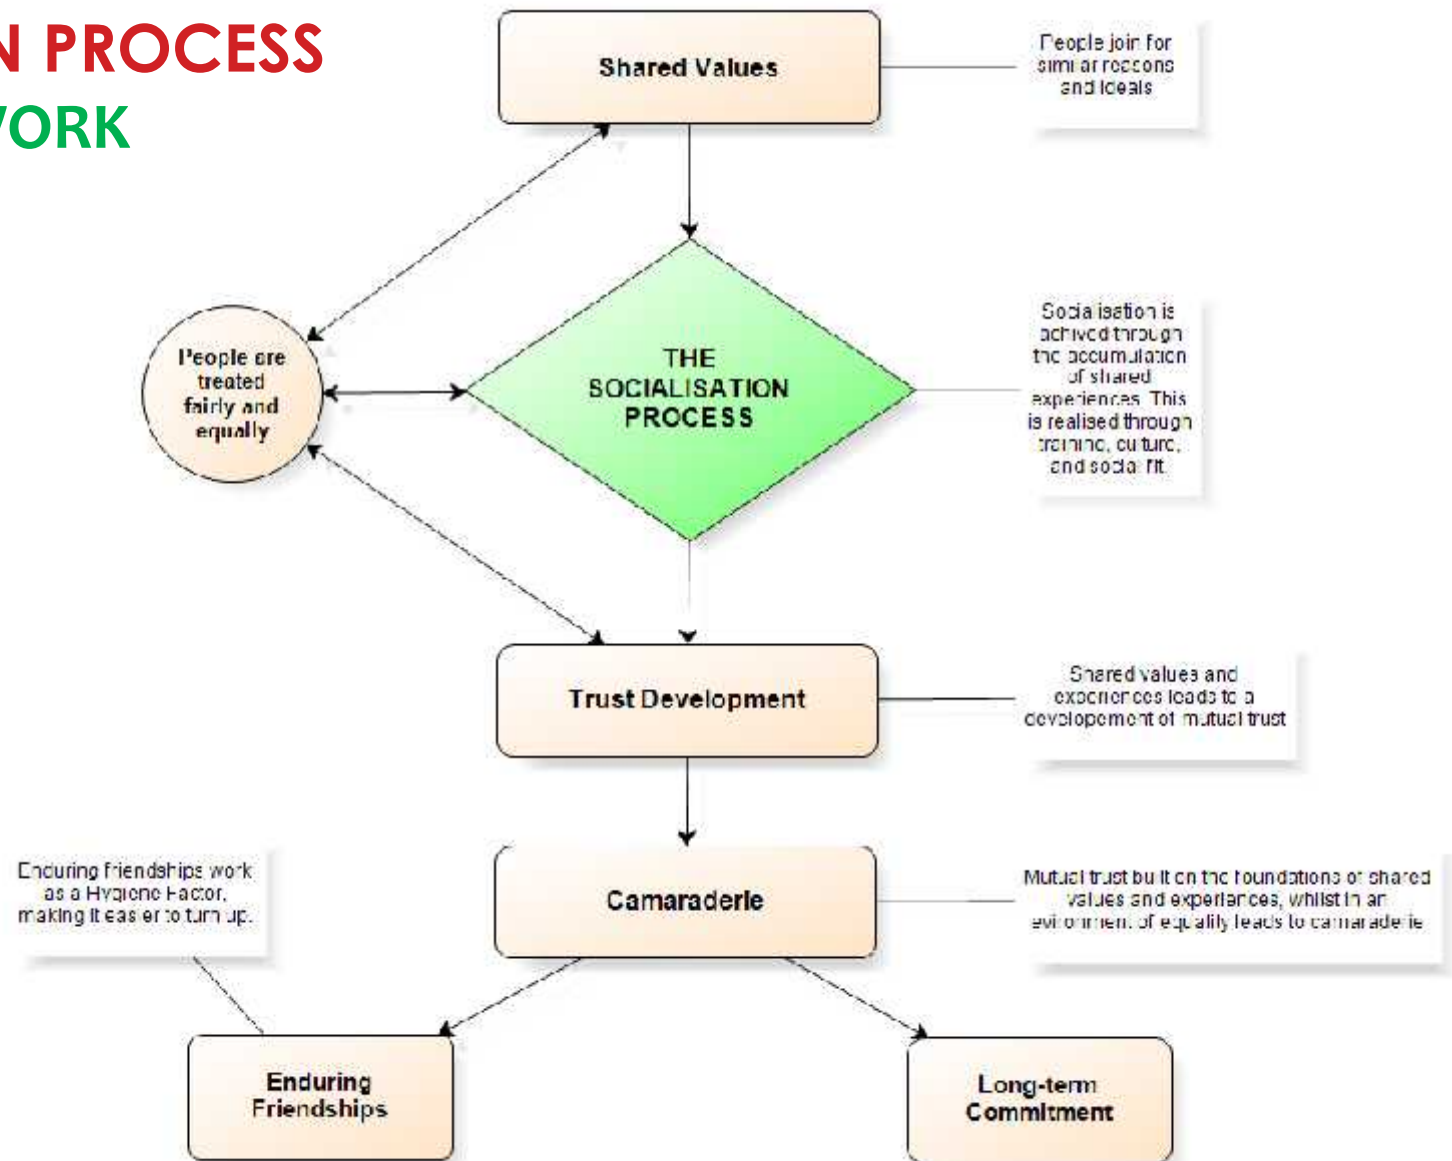 N PROCESS
WORK
Shared Values
People join for
similar reasons
and Ideals
People are
treated
fairly and
equally
THE
SOCIALISATION
PROCESS
Socialisation is
achived through
the accumulation
of shared
experiences. This
is realised through
training, culture,
and social fit.
Trust Development
Shared values and
experiences leads to a
developement of mutual trust
Enduring friendships work
as a Hygiene Factor,
making it easier to turn up.
Camaraderie
Mutual trust built on the foundations of shared
values and experiences, whilst in an
evironment of equality leads to camaraderie
Enduring
Friendships
Long-term
Commitment